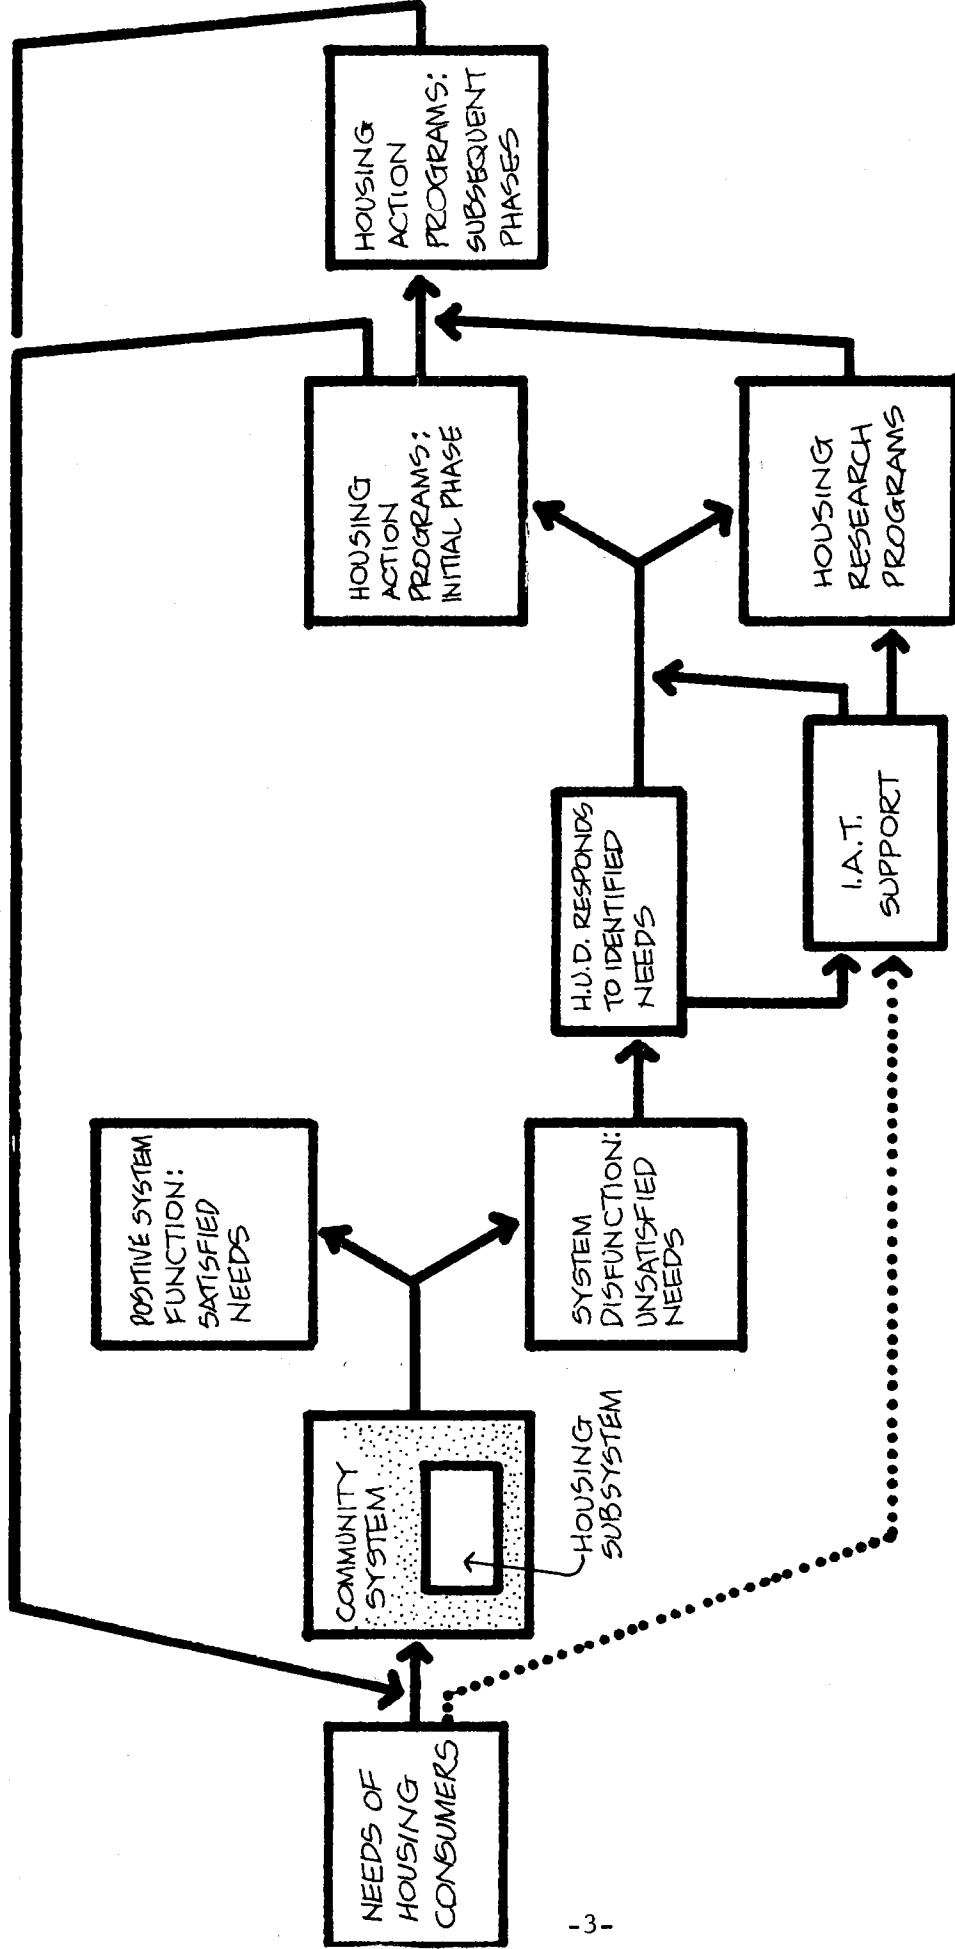 NEEDS OF
HOUSING
CONSUMERS
COMMUNITY
SYSTEM
HOUSING
SUBSYSTEM
POSITIVE SYSTEM
FUNCTION:
SATISFIED
NEEDS
SYSTEM
DISFUNCTION:
UNSATISFIED
NEEDS
H.U.D. RESPONDS
TO IDENTIFIED
NEEDS
I.A.T.
SUPPORT
HOUSING
ACTION
PROGRAMS:
INITIAL PHASE
HOUSING
RESEARCH
PROGRAMS
HOUSING
ACTION
PROGRAMS:
SUBSEQUENT
PHASES
-3-